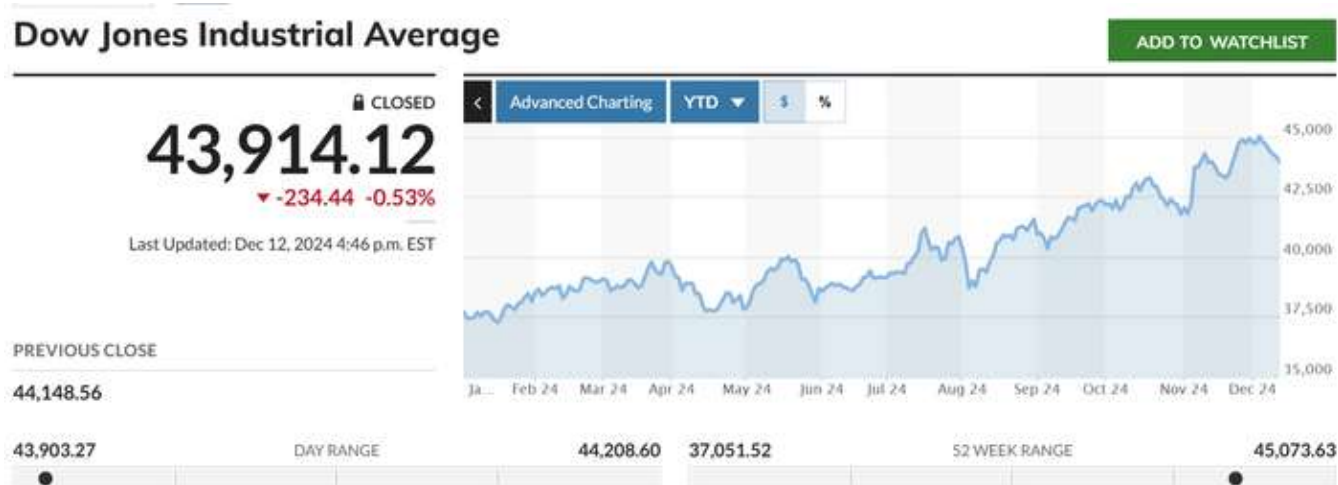 Dow Jones Industrial Average
ADD TO WATCHLIST
CLOSED
43,914.12
-234.44 -0.53%
Last Updated: Dec 12, 2024 4:46 p.m. EST
PREVIOUS CLOSE
44,148.56
< Advanced Charting YTD $ %
45,000
42,500
40,000
37,500
35,000
Ja... Feb 24 Mar 24 Apr 24 May 24 Jun 24 Jul 24 Aug 24 Sep 24 Oct 24 Nov 24 Dec 24
43,903.27 DAY RANGE 44,208.60
37,051.52 52 WEEK RANGE 45,073.63